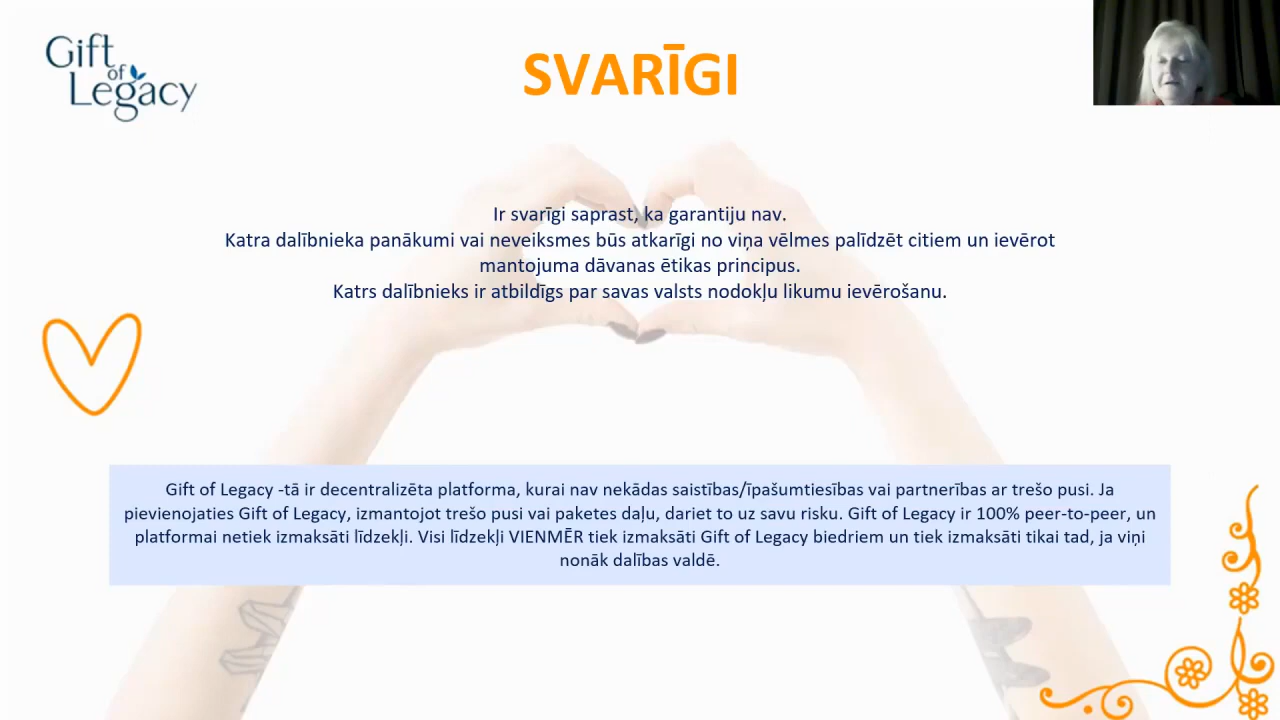 Gift
of
Legacy
SVARĪGI
Ir svarīgi saprast, ka garantiju nav.
Katra dalībnieka panākumi vai neveiksmes būs atkarīgi no viņa vēlmes palīdzēt citiem un ievērot
mantojuma dāvanas ētikas principus.
Katrs dalībnieks ir atbildīgs par savas valsts nodokļu likumu ievērošanu.
Gift of Legacy -tā ir decentralizēta platforma, kurai nav nekādas saistības/īpašumtiesības vai partnerības ar trešo pusi. Ja
pievienojaties Gift of Legacy, izmantojot trešo pusi vai paketes daļu, dariet to uz savu risku. Gift of Legacy ir 100% peer-to-peer, un
platformai netiek izmaksāti līdzekļi. Visi līdzekļi VIENMĒR tiek izmaksāti Gift of Legacy biedriem un tiek izmaksāti tikai tad, ja viņi
nonāk dalības valdē.